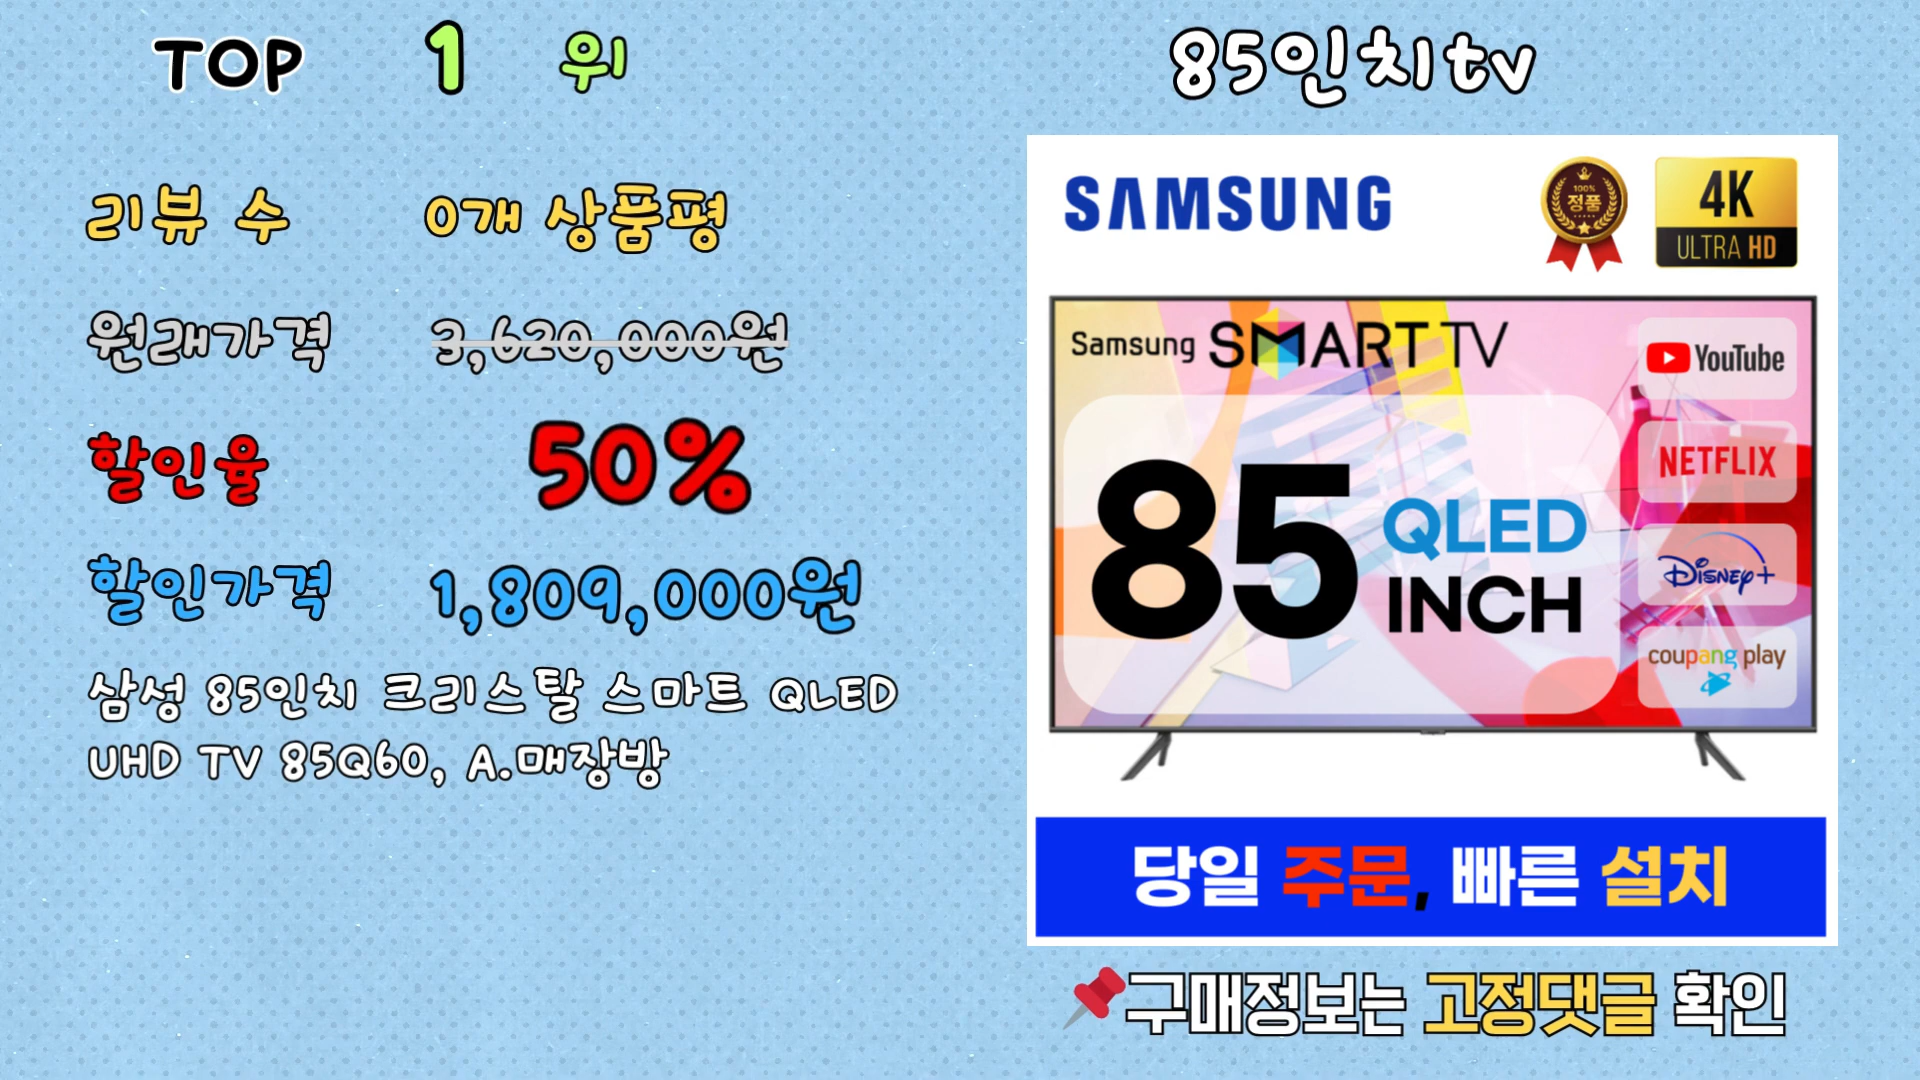 TOP 1 위
85인치tv
리뷰 수 0개 상품평
원래가격 3,620,000원
할인율 50%
할인가격 1,809,000원
삼성 85인치 크리스탈 스마트 QLED
UHD TV 85Q60, A.매장방
SAMSUNG
100%
정품
4K
ULTRA HD
Samsung SMART TV
YouTube
NETFLIX
85 QLED
INCH
Disney+
coupang play
당일 주문, 빠른 설치
구매정보는 고정댓글 확인